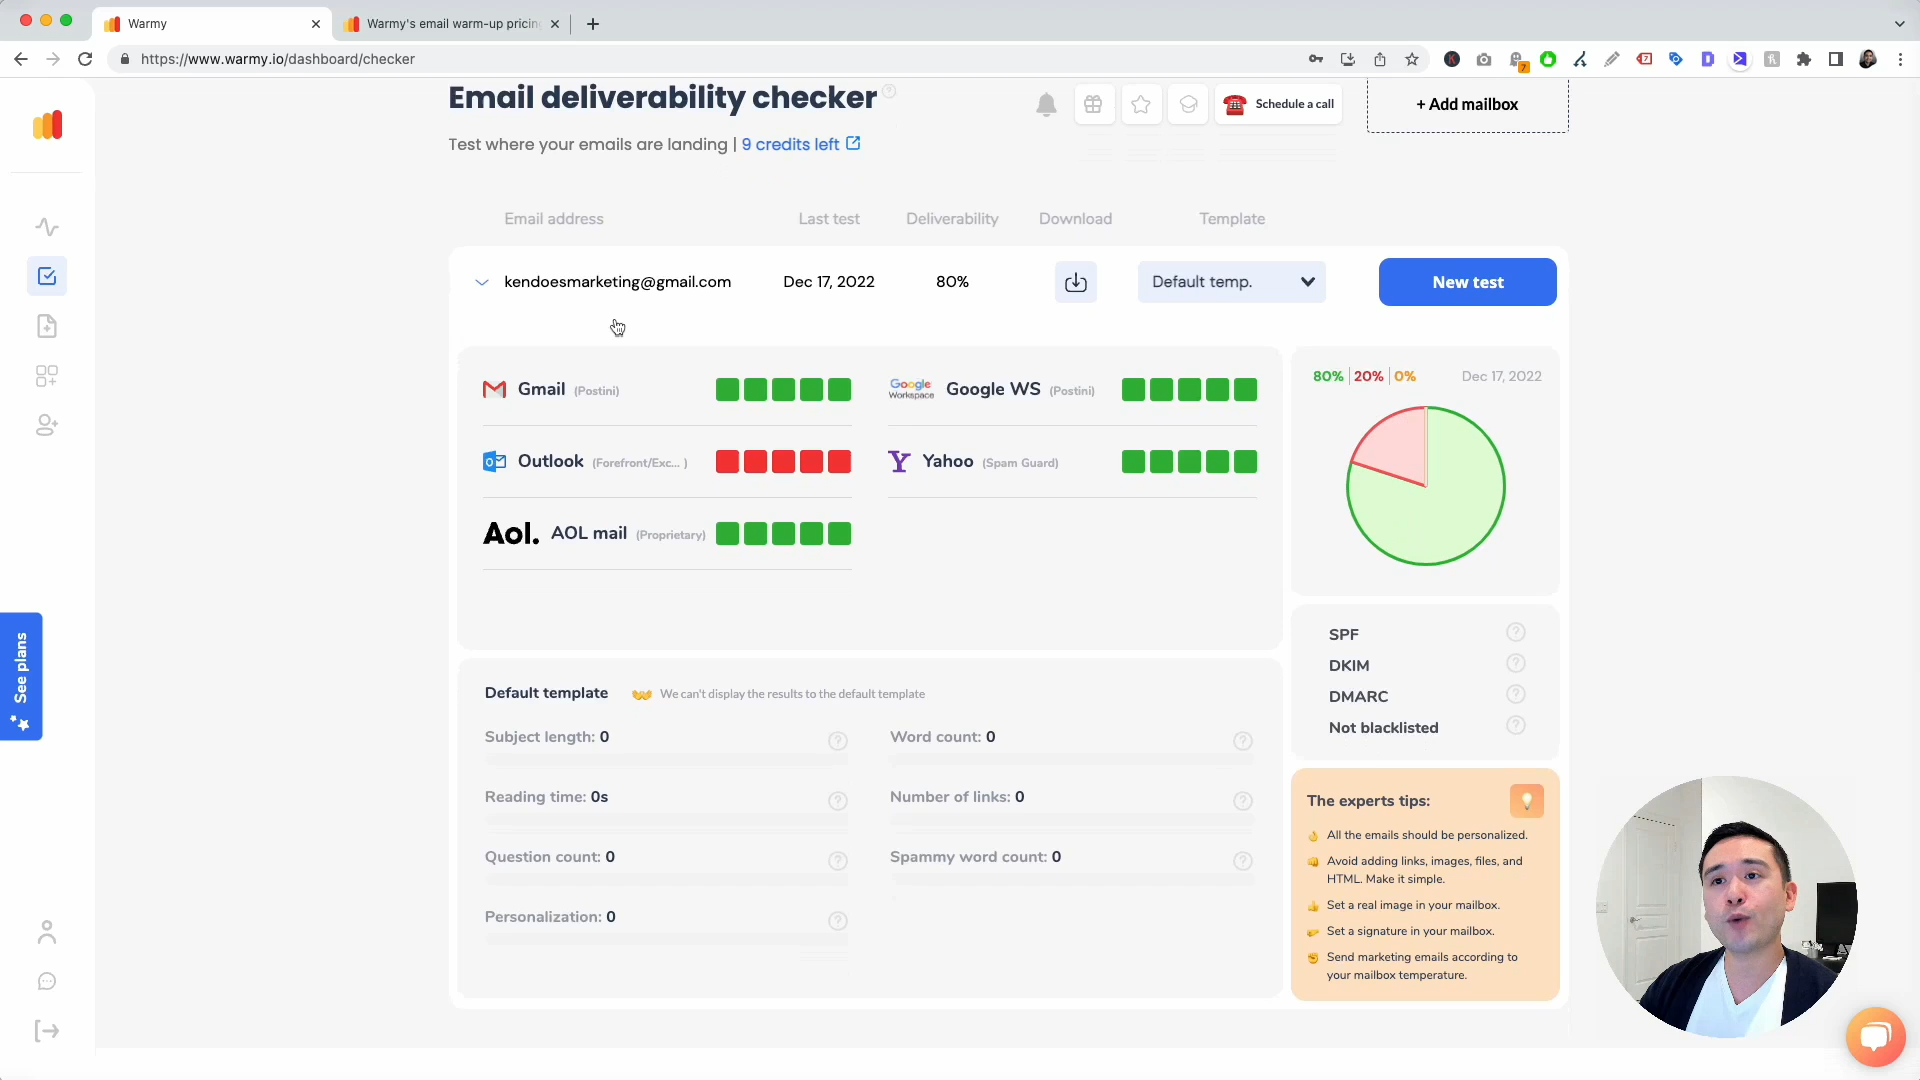 Warmy
Warmy's email warm-up pricin
https://www.warmy.io/dashboard/checker
7
Email deliverability checker
Schedule a call
+ Add mailbox
Test where your emails are landing | 9 credits left
Email address
Last test
Deliverability
Download
Template
kendoesmarketing@gmail.com
Dec 17, 2022
80%
Default temp.
New test
Gmail (Postini)
Google Workspace
Google WS (Postini)
80% | 20% | 0%
Dec 17, 2022
Outlook (Forefront/Exc... )
Yahoo (Spam Guard)
Aol. AOL mail (Proprietary)
See plans
SPF
DKIM
DMARC
Not blacklisted
Default template
We can't display the results to the default template
Subject length: 0
Word count: 0
Reading time: 0s
Number of links: 0
Question count: 0
Spammy word count: 0
Personalization: 0
The experts tips:
All the emails should be personalized.
Avoid adding links, images, files, and
HTML. Make it simple.
Set a real image in your mailbox.
Set a signature in your mailbox.
Send marketing emails according to
your mailbox temperature.